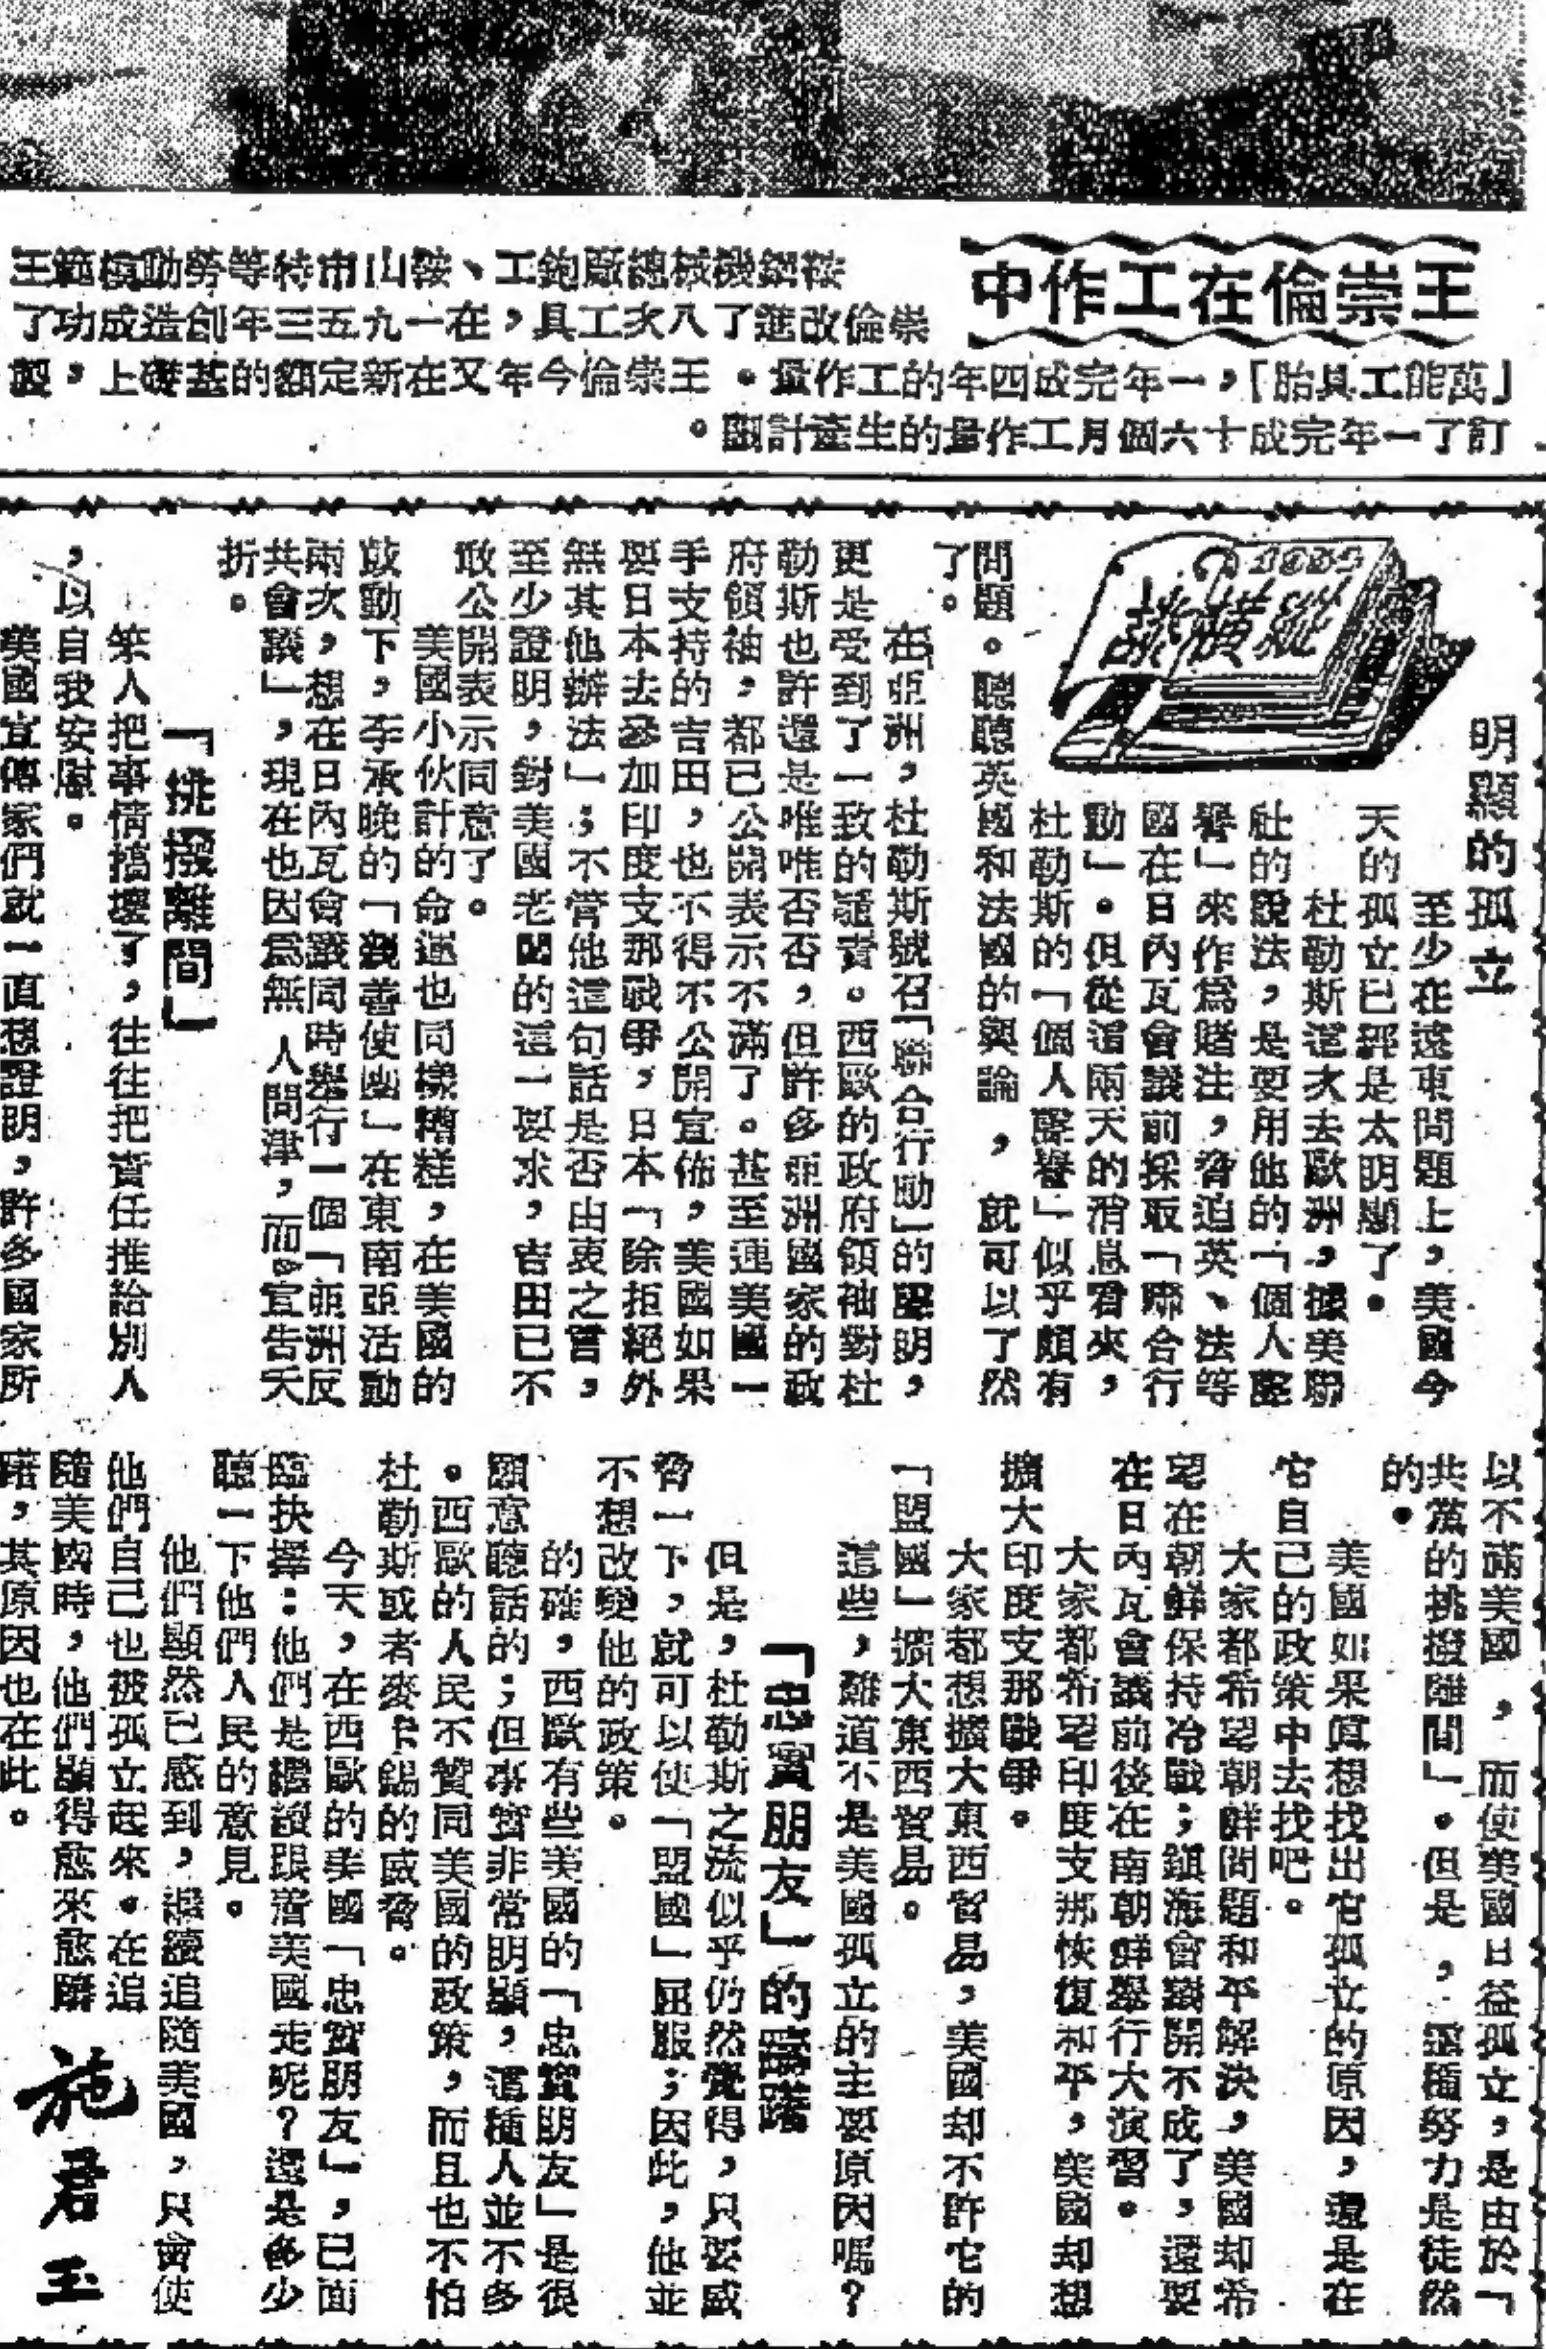 王崇倫在工作中
鞍鋼機械總厰鉋工、鞍山市特等勞動模範王
崇倫改進了八次工具，在一九五三年創造成功了
「萬能工具胎」，一年完成四年的工作量。王崇倫今年又在新定額的基礎上，製
訂了一年完成十六個月工作量的生產計劃。
縱橫談
明顯的孤立
至少在遠東問題上，美國今
天的孤立已經是太明顯了。
杜勒斯這次去歐洲，據美聯
社的說法，是要用他的「個人聲
譽」來作爲賭注，脅迫英、法等
國在日內瓦會議前採取「聯合行
動」。但從這兩天的消息看來，
杜勒斯的「個人聲譽」似乎頗有
問題。聽聽英國和法國的輿論，就可以了然
了。
在亞洲，杜勒斯號召「聯合行動」的聲明，
更是受到了一致的譴責。西歐的政府領袖對杜
勒斯也許還是唯唯否否，但許多亞洲國家的政
府領袖，都已公開表示不滿了。甚至連美國一
手支持的吉田，也不得不公開宣佈，美國如果
要日本去參加印度支那戰爭，日本「除拒絕外
無其他辦法」；不管他這句話是否由衷之言，
至少證明，對美國老闆的這一要求，吉田已不
敢公開表示同意了。
美國小伙計的命運也同樣糟糕，在美國的
鼓動下，李承晚的「親善使團」在東南亞活動
兩次，想在日內瓦會議同時舉行一個「亞洲反
共會議」，現在也因爲無人問津，而宣告夭
折。
「挑撥離間」
笨人把事情搞壞了，往往把責任推給別人
，以自我安慰。
美國宣傳家們就一直想證明，許多國家所
以不滿美國，而使美國日益孤立，是由於「
共黨的挑撥離間」。但是，這種努力是徒然
的。
美國如果眞想找出它孤立的原因，還是在
它自己的政策中去找吧。
大家都希望朝鮮問題和平解決，美國却希
望在朝鮮保持冷戰；鎮海會議開不成了，還要
在日內瓦會議前後在南朝鮮舉行大演習。
大家都希望印度支那恢復和平，美國却想
擴大印度支那戰爭。
大家都想擴大東西貿易，美國却不許它的
「盟國」擴大東西貿易。
這些，難道不是美國孤立的主要原因嗎？
「忠實朋友」的躊躇
但是，杜勒斯之流似乎仍然覺得，只要威
脅一下，就可以使「盟國」屈服；因此，他並
不想改變他的政策。
的確，西歐有些美國的「忠實朋友」是很
願意聽話的；但事實非常明顯，這種人並不多
。西歐的人民不贊同美國的政策，而且也不怕
杜勒斯或者麥卡錫的威脅。
今天，在西歐的美國「忠實朋友」，已面
臨抉擇：他們是繼續跟着美國走呢？還是多少
聽一下他們人民的意見。
他們顯然已感到，繼續追隨美國，只會使
他們自己也被孤立起來。在追
隨美國時，他們顯得愈來愈躊
躇，其原因也在此。
施君玉